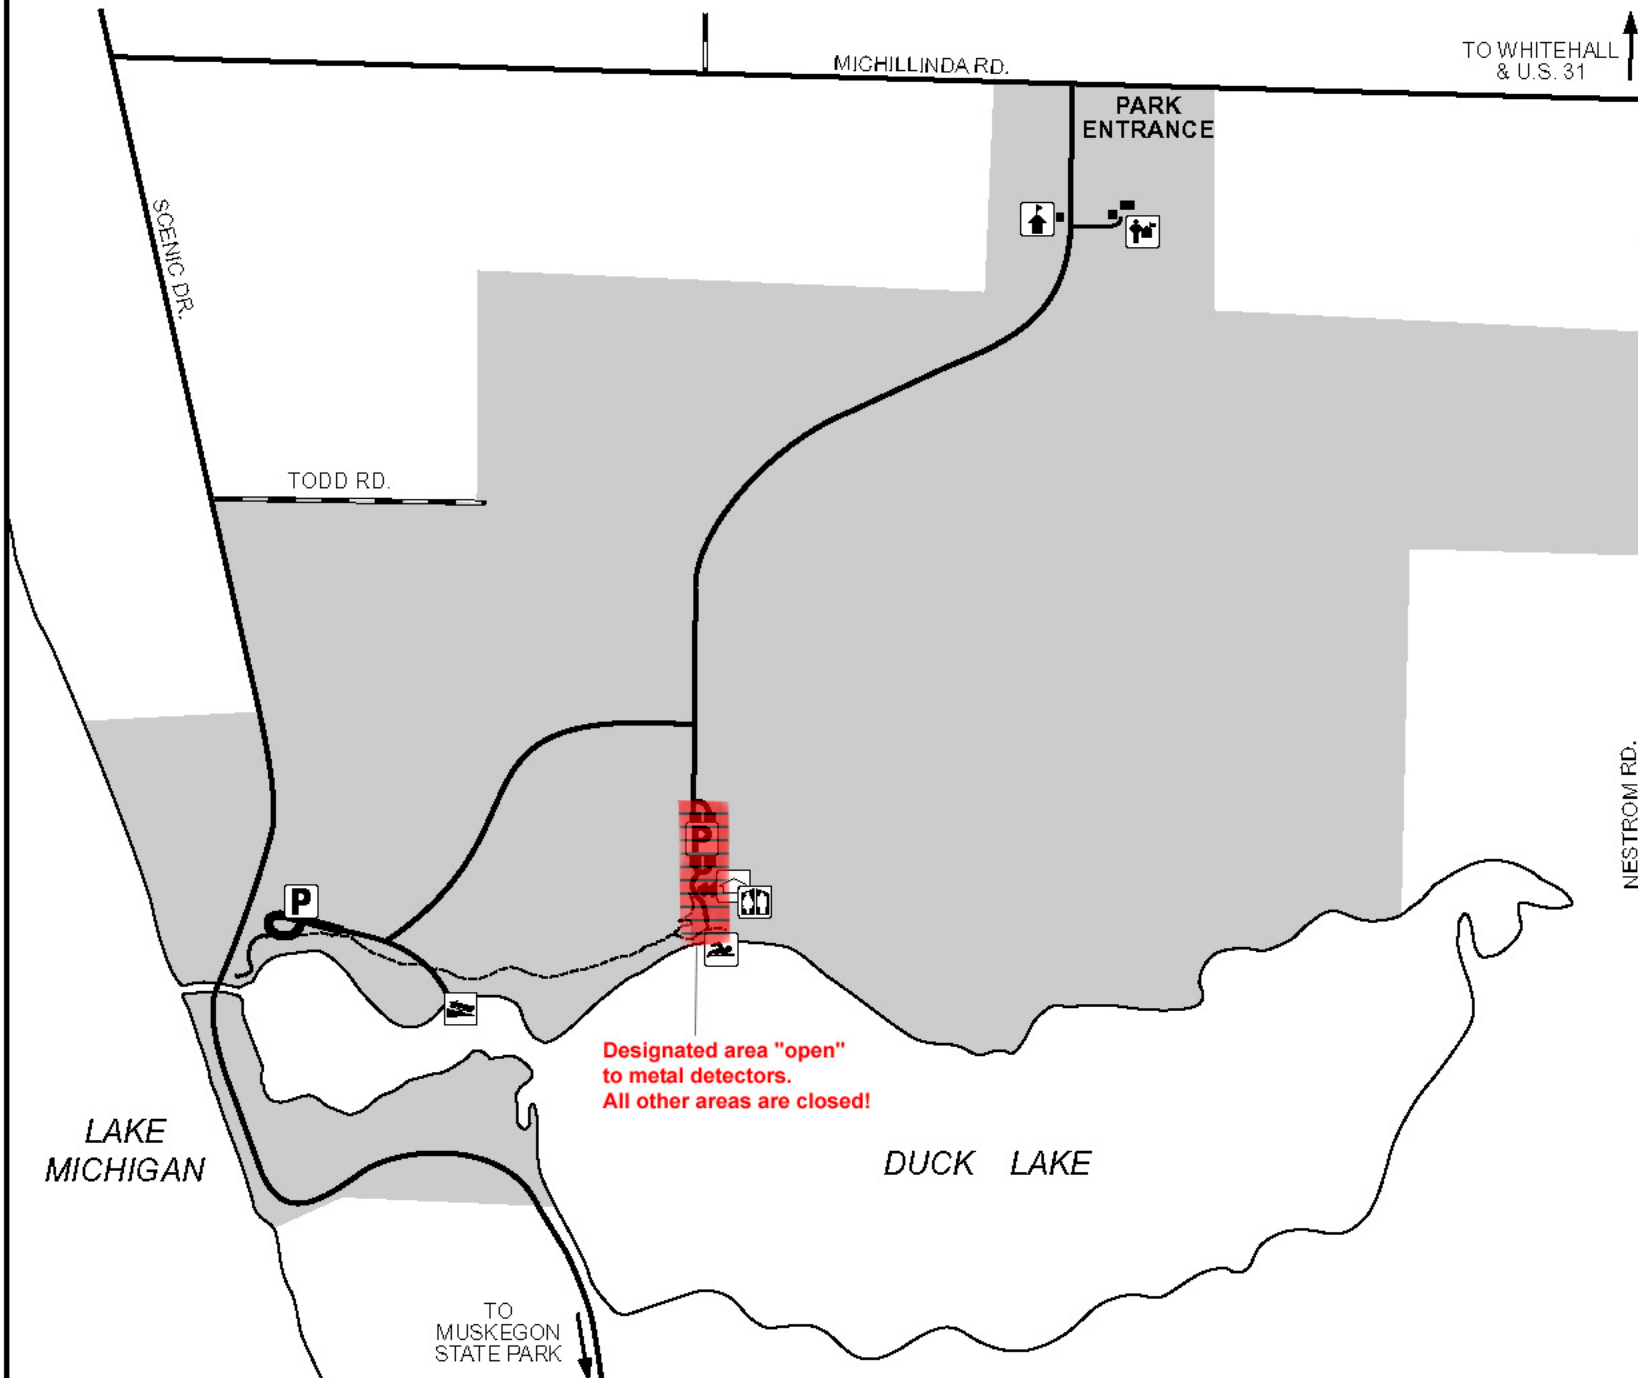 MICHILLINDA RD.
TO WHITEHALL
& U.S. 31
PARK
ENTRANCE
SCENIC DR.
TODD RD.
NESTROM RD.
P
P
Designated area "open"
to metal detectors.
All other areas are closed!
LAKE
MICHIGAN
DUCK LAKE
TO
MUSKEGON
STATE PARK